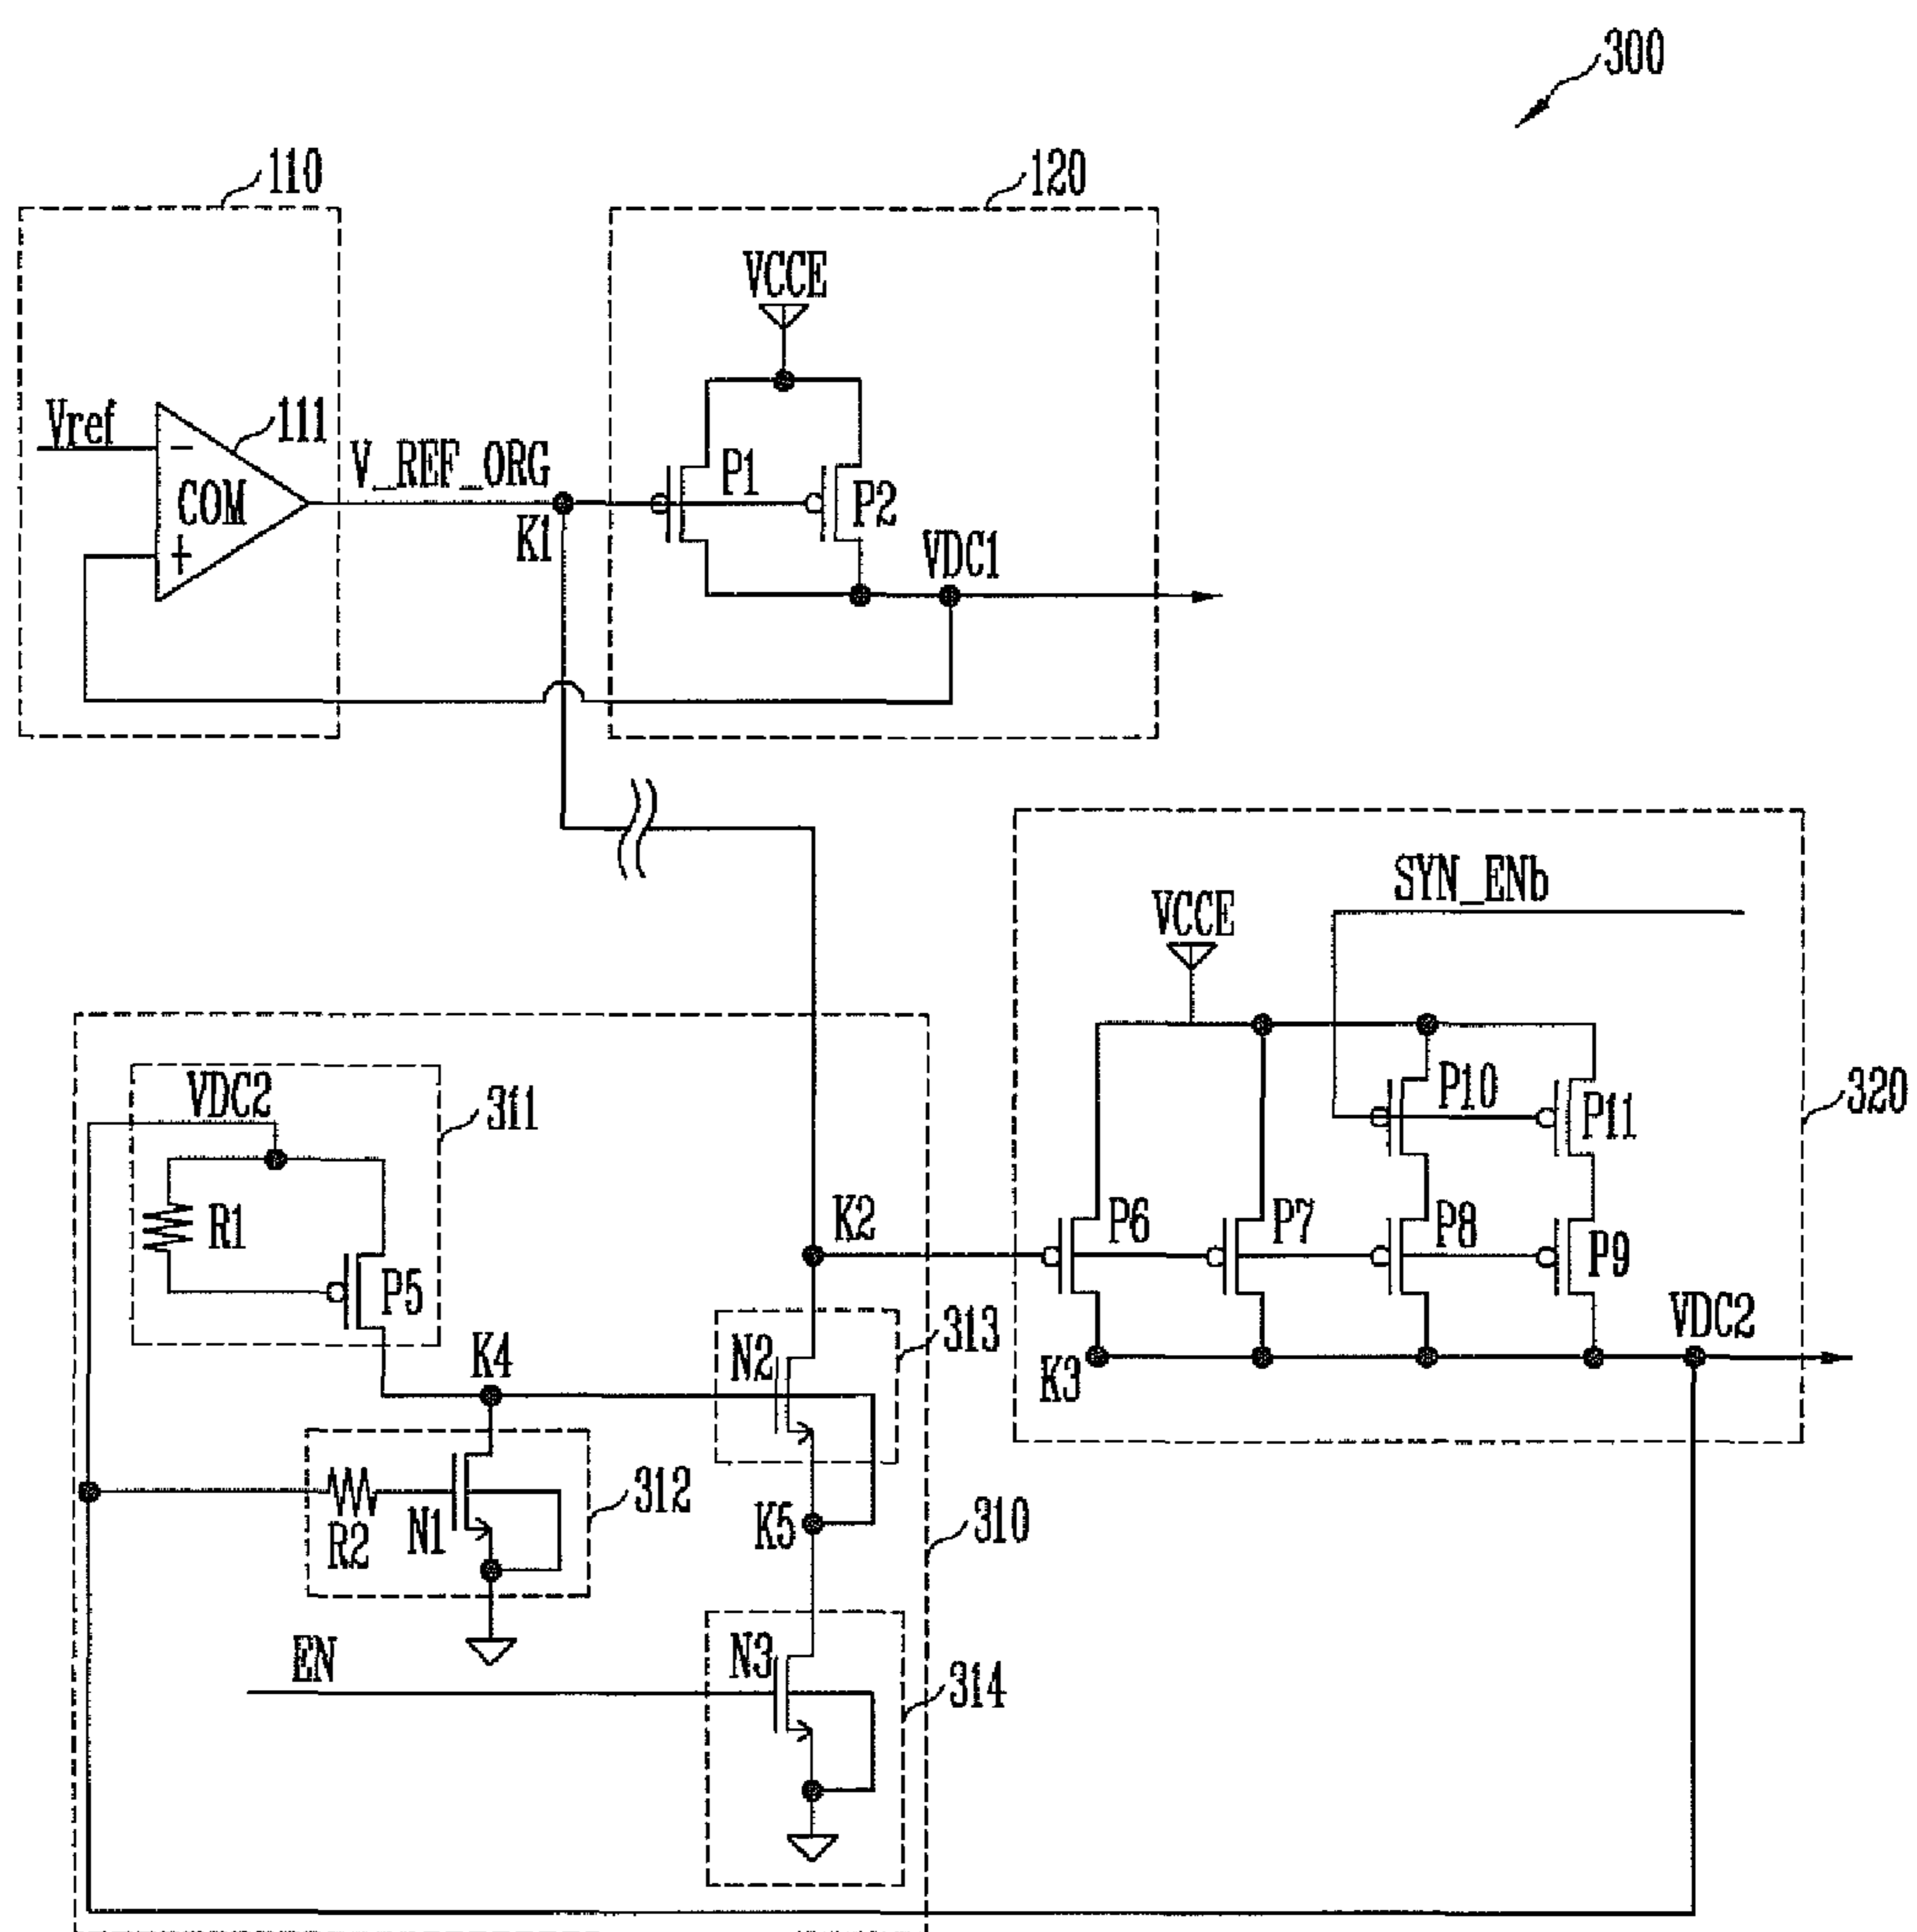 300
110
120
VCCE
Vref
111
V_REF_ORG
P1
P2
−
COM
+
K1
VDC1
SYN_ENb
VCCE
VDC2
311
P10
P11
320
R1
K2
P6
P7
P8
P9
P5
K4
N2
313
K3
VDC2
R2
N1
312
K5
310
EN
N3
314